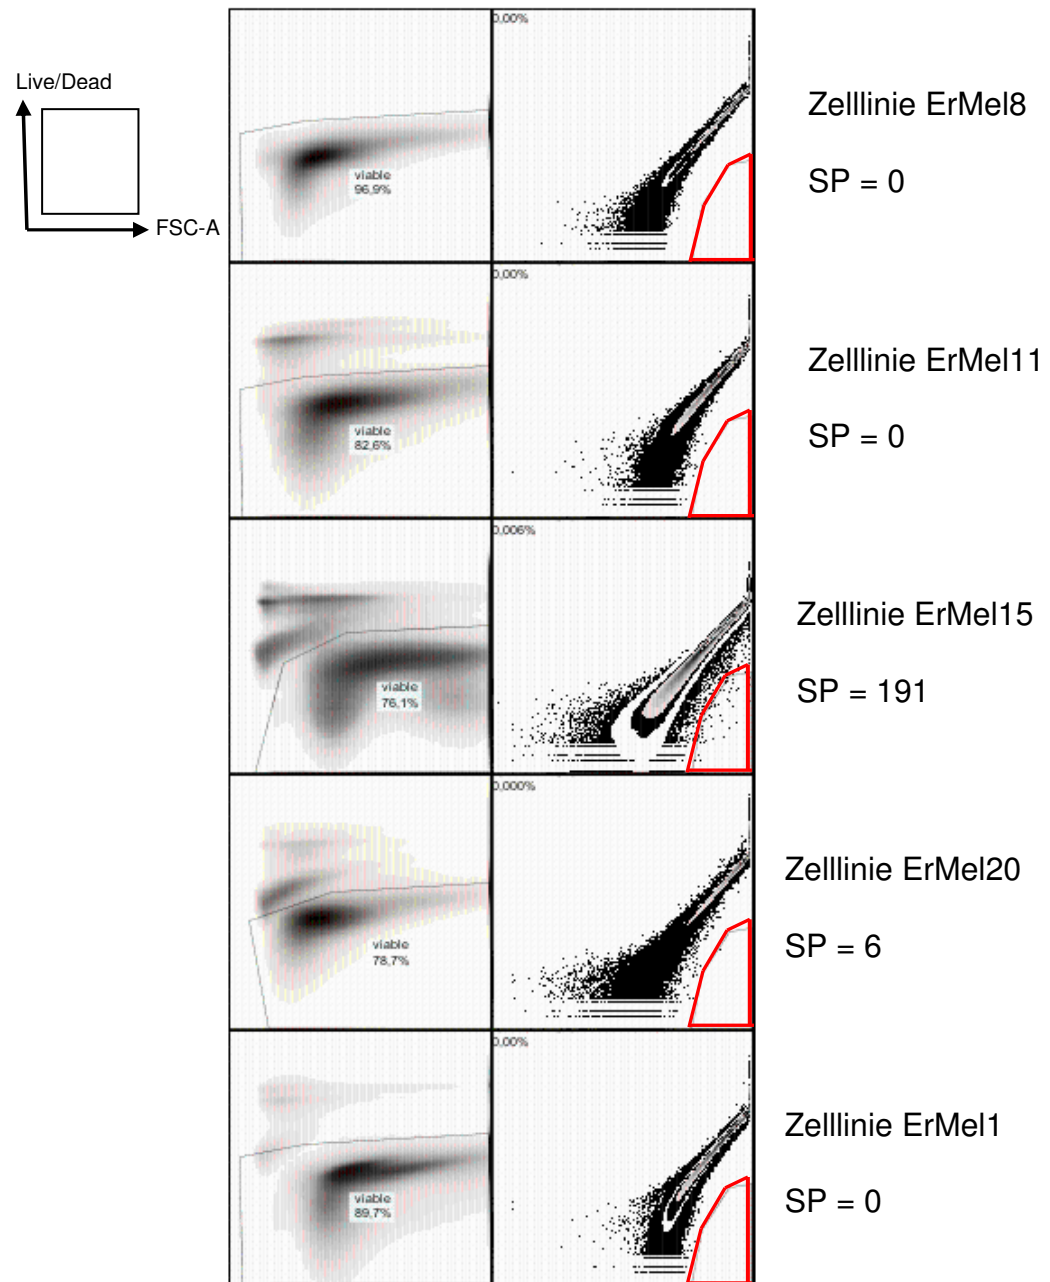 Live/Dead
FSC-A
viable
96,9%
0,00%
Zelllinie ErMel8
SP = 0
viable
82,6%
0,00%
Zelllinie ErMel11
SP = 0
viable
76,1%
0,006%
Zelllinie ErMel15
SP = 191
viable
78,7%
0,000%
Zelllinie ErMel20
SP = 6
viable
89,7%
0,00%
Zelllinie ErMel1
SP = 0